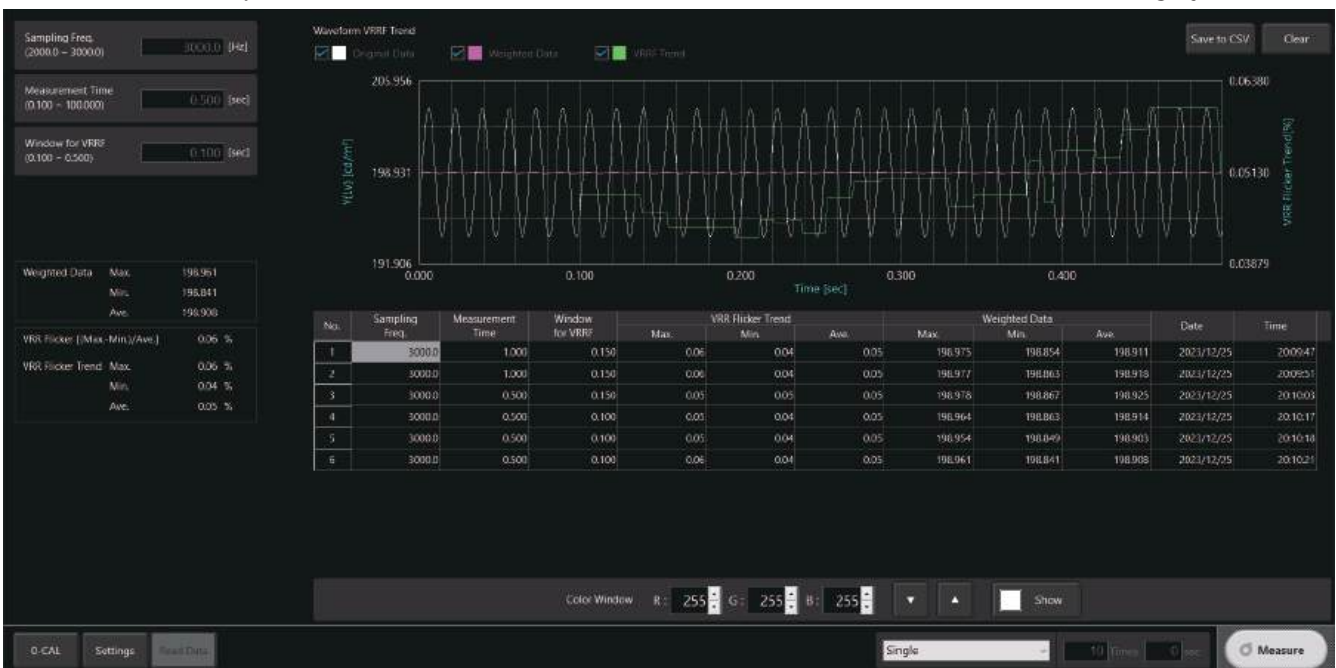 Sampling Freq.
(2000.0 ~ 3000.0)
3000.0 [Hz]
Measurement Time
(0.100 ~ 100.000)
0.500 [sec]
Window for VRRF
(0.100 ~ 0.500)
0.100 [sec]
Weighted Data Max. 198.961
Min. 198.841
Ave. 198.908
VRR Flicker [(Max.-Min.)/Ave.] 0.06 %
VRR Flicker Trend Max. 0.06 %
Min. 0.04 %
Ave. 0.05 %
Waveform VRRF Trend
Original Data Weighted Data VRRF Trend
Save to CSV Clear
205.956
198.931
191.906
Y(Lv) [cd/m²]
0.06380
0.05130
0.03879
VRR Flicker Trend[%]
0.000 0.100 0.200 0.300 0.400
Time [sec]
No. Sampling Freq. Measurement Time Window for VRRF VRR Flicker Trend Weighted Data Date Time
Max. Min. Ave. Max. Min. Ave.
1 3000.0 1.000 0.150 0.06 0.04 0.05 198.975 198.854 198.911 2023/12/25 20:09:47
2 3000.0 1.000 0.150 0.06 0.04 0.05 198.977 198.863 198.918 2023/12/25 20:09:51
3 3000.0 0.500 0.150 0.05 0.05 0.05 198.978 198.867 198.925 2023/12/25 20:10:03
4 3000.0 0.500 0.100 0.05 0.04 0.05 198.964 198.863 198.914 2023/12/25 20:10:17
5 3000.0 0.500 0.100 0.05 0.04 0.05 198.954 198.849 198.903 2023/12/25 20:10:18
6 3000.0 0.500 0.100 0.06 0.04 0.05 198.961 198.841 198.908 2023/12/25 20:10:21
Color Window R : 255 G : 255 B : 255 ▼ ▲ Show
0-CAL Settings Read Data Single 10 Times 0 sec Measure